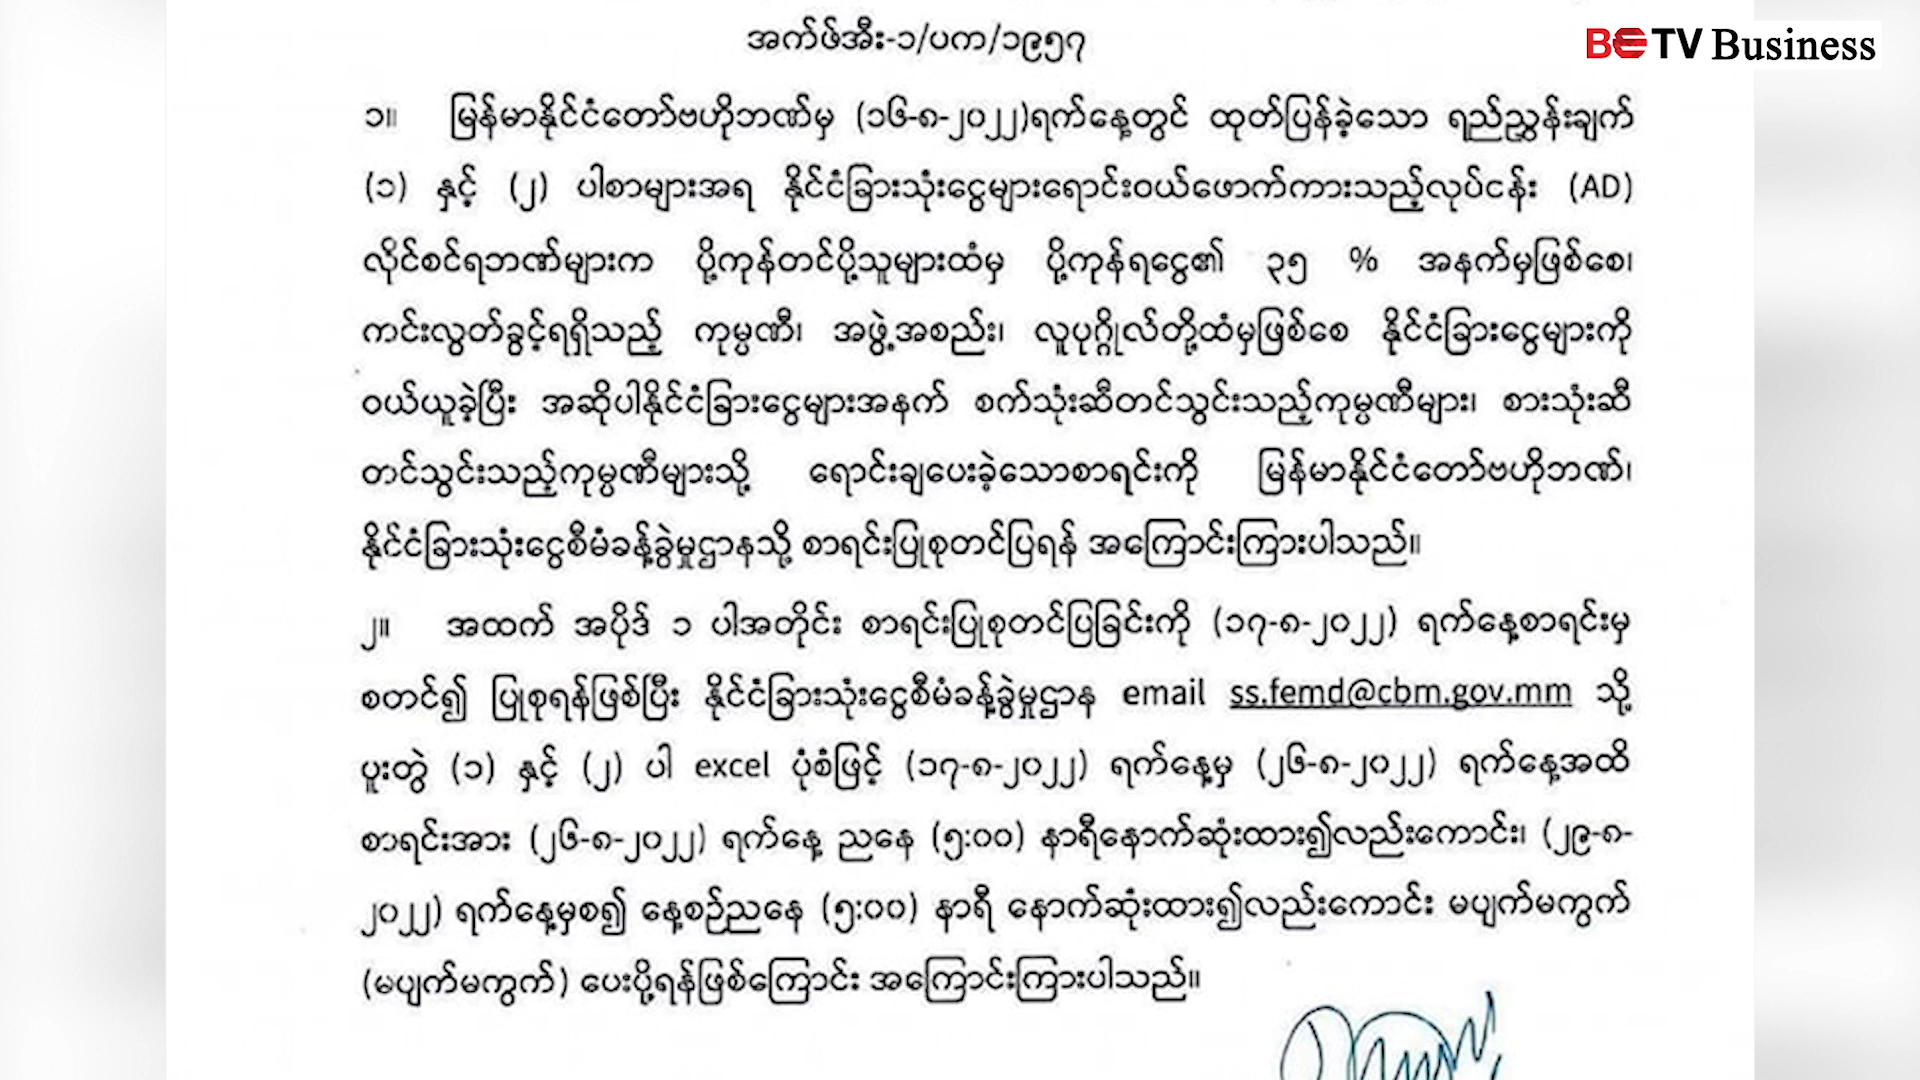 BETV Business
အက်ဖ်အီး-၁/ပက/၁၉၅၇
၁။ မြန်မာနိုင်ငံတော်ဗဟိုဘဏ်မှ (၁၆-၈-၂၀၂၂)ရက်နေ့တွင် ထုတ်ပြန်ခဲ့သော ရည်ညွှန်းချက်
(၁) နှင့် (၂) ပါစာများအရ နိုင်ငံခြားသုံးငွေများရောင်းဝယ်ဖောက်ကားသည့်လုပ်ငန်း (AD)
လိုင်စင်ရဘဏ်များက ပို့ကုန်တင်ပို့သူများထံမှ ပို့ကုန်ရငွေ၏ ၃၅ % အနက်မှဖြစ်စေ၊
ကင်းလွတ်ခွင့်ရရှိသည့် ကုမ္ပဏီ၊ အဖွဲ့အစည်း၊ လူပုဂ္ဂိုလ်တို့ထံမှဖြစ်စေ နိုင်ငံခြားငွေများကို
ဝယ်ယူခဲ့ပြီး အဆိုပါနိုင်ငံခြားငွေများအနက် စက်သုံးဆီတင်သွင်းသည့်ကုမ္ပဏီများ၊ စားသုံးဆီ
တင်သွင်းသည့်ကုမ္ပဏီများသို့ ရောင်းချပေးခဲ့သောစာရင်းကို မြန်မာနိုင်ငံတော်ဗဟိုဘဏ်၊
နိုင်ငံခြားသုံးငွေစီမံခန့်ခွဲမှုဌာနသို့ စာရင်းပြုစုတင်ပြရန် အကြောင်းကြားပါသည်။
၂။ အထက် အပိုဒ် ၁ ပါအတိုင်း စာရင်းပြုစုတင်ပြခြင်းကို (၁၇-၈-၂၀၂၂) ရက်နေ့စာရင်းမှ
စတင်၍ ပြုစုရန်ဖြစ်ပြီး နိုင်ငံခြားသုံးငွေစီမံခန့်ခွဲမှုဌာန email ss.femd@cbm.gov.mm သို့
ပူးတွဲ (၁) နှင့် (၂) ပါ excel ပုံစံဖြင့် (၁၇-၈-၂၀၂၂) ရက်နေ့မှ (၂၆-၈-၂၀၂၂) ရက်နေ့အထိ
စာရင်းအား (၂၆-၈-၂၀၂၂) ရက်နေ့ ညနေ (၅:၀၀) နာရီနောက်ဆုံးထား၍လည်းကောင်း၊ (၂၉-၈-
၂၀၂၂) ရက်နေ့မှစ၍ နေ့စဉ်ညနေ (၅:၀၀) နာရီ နောက်ဆုံးထား၍လည်းကောင်း မပျက်မကွက်
(မပျက်မကွက်) ပေးပို့ရန်ဖြစ်ကြောင်း အကြောင်းကြားပါသည်။